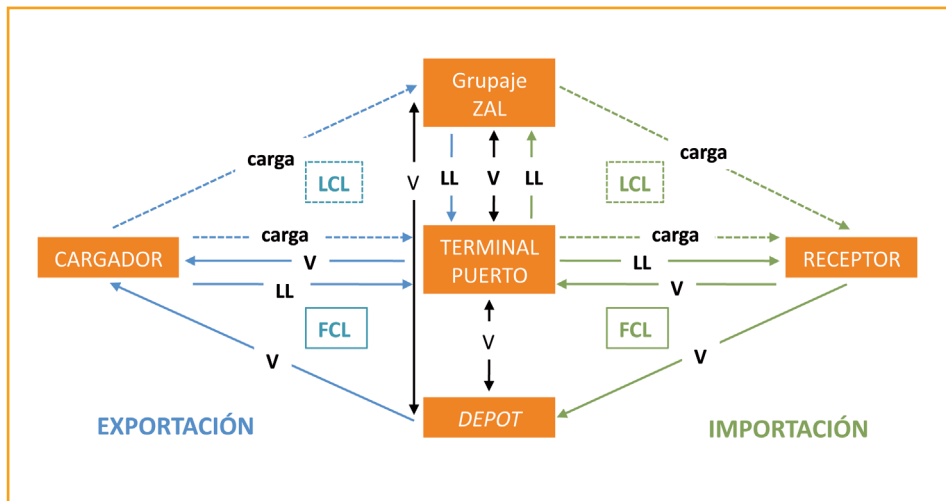 Grupaje
ZAL
carga
carga
LCL
V
LL
V
LL
LCL
carga
carga
CARGADOR
V
TERMINAL
PUERTO
LL
RECEPTOR
LL
V
FCL
V
FCL
V
V
DEPOT
EXPORTACIÓN
IMPORTACIÓN